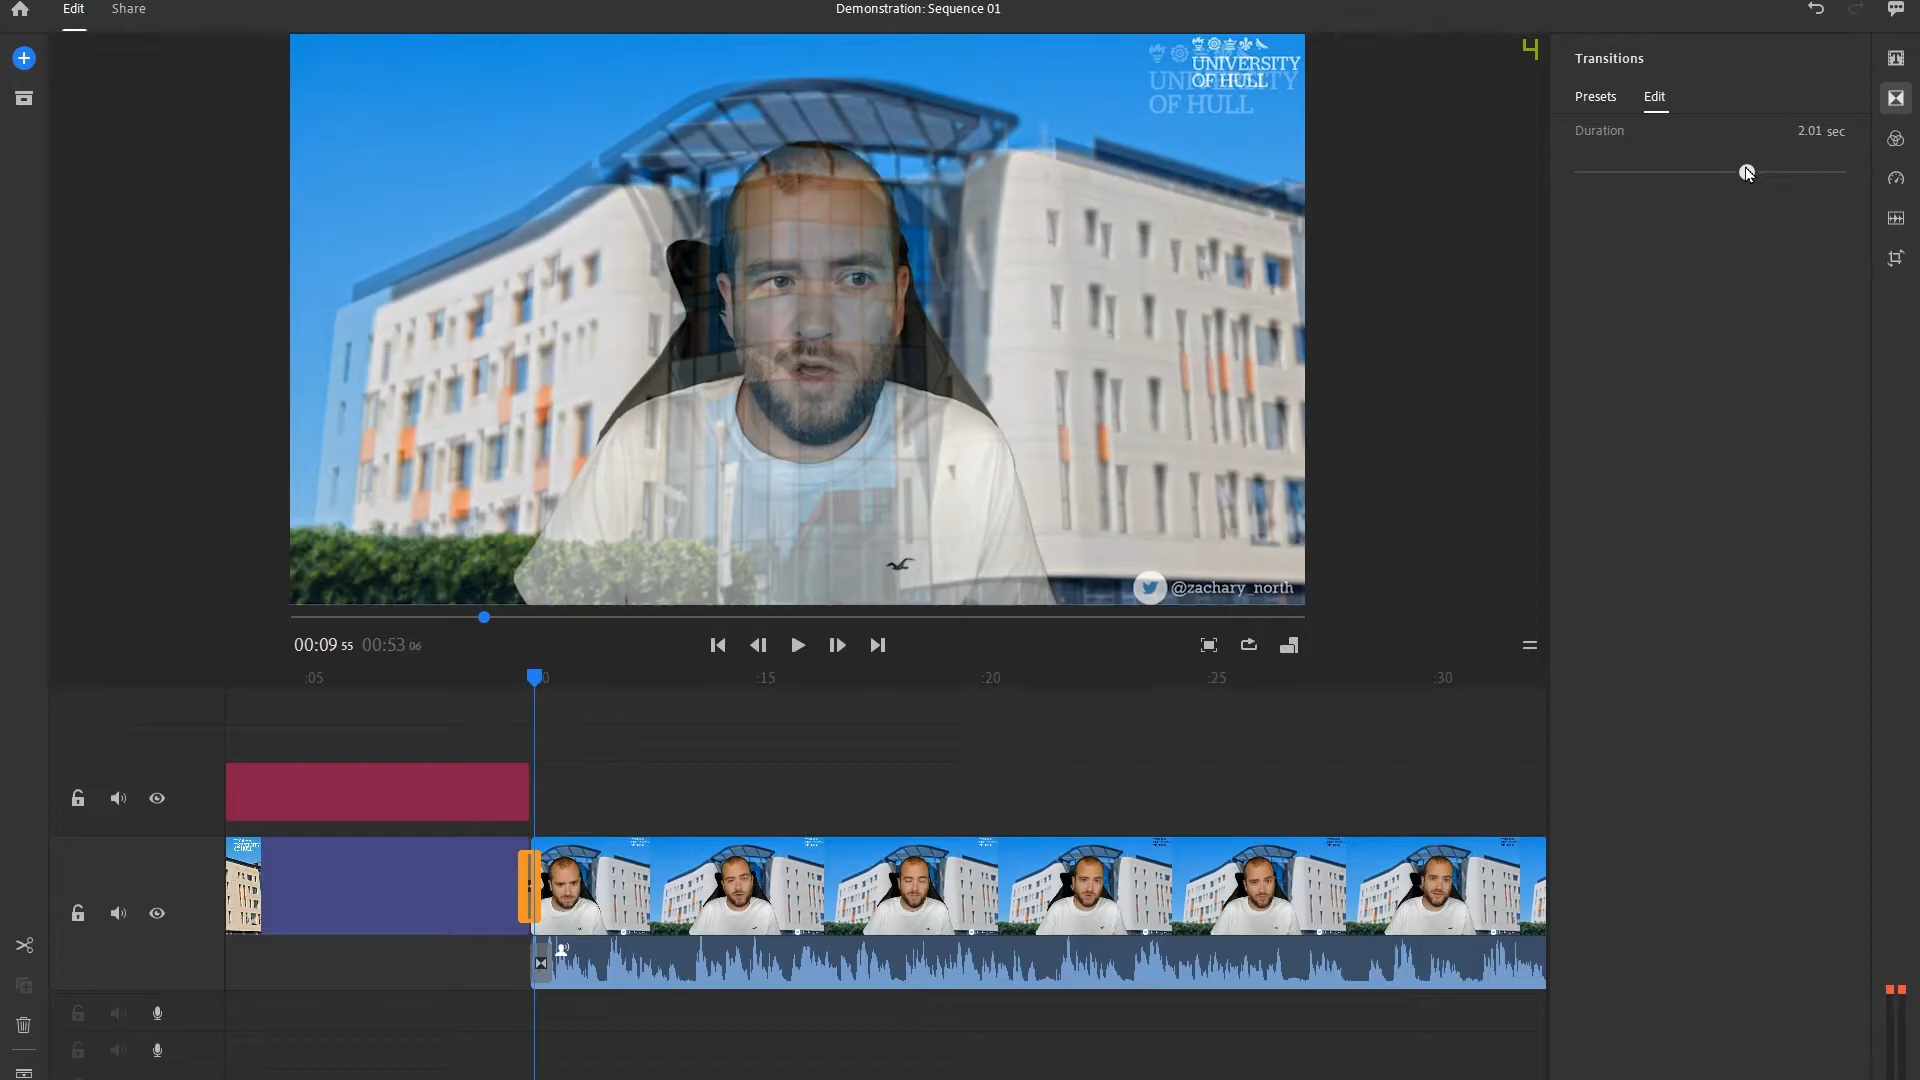 Edit Share Demonstration: Sequence 01
4
Transitions
Presets Edit
Duration 2.01 sec
UNIVERSITY
OF HULL
UNIVERSITY
OF HULL
@zachary_north
00:09 55 00:53 06
:05 :15 :20 :25 :30